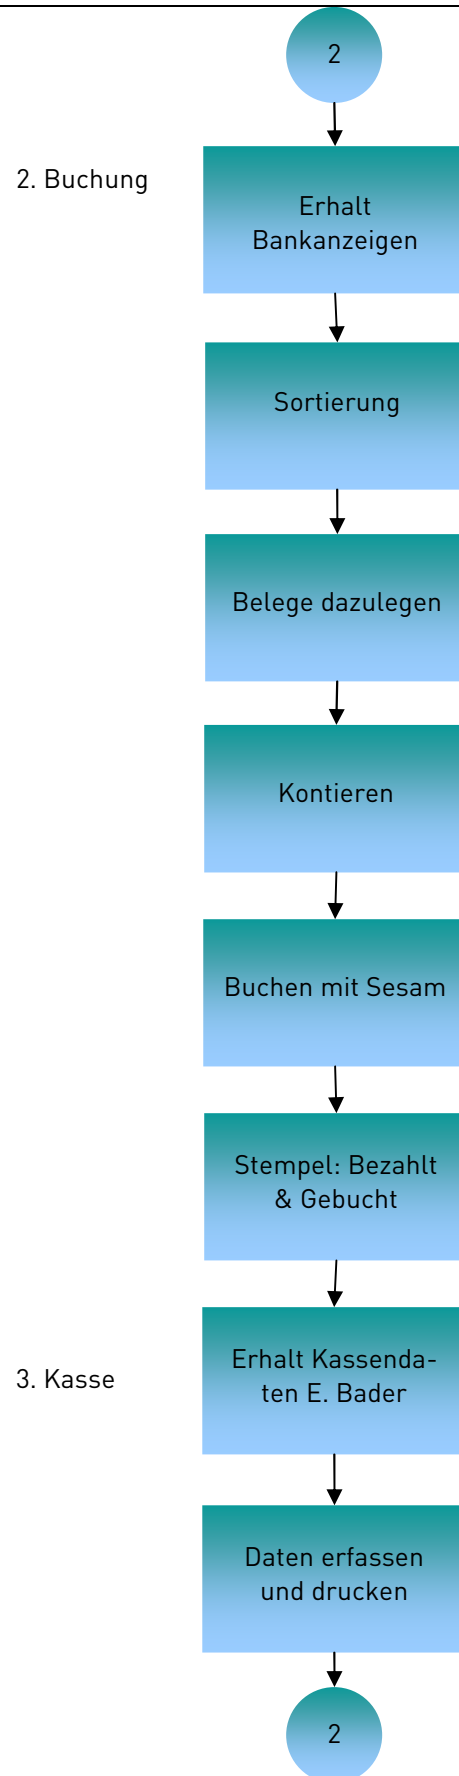 2
2. Buchung
Erhalt
Bankanzeigen
Sortierung
Belege dazulegen
Kontieren
Buchen mit Sesam
Stempel: Bezahlt
& Gebucht
3. Kasse
Erhalt Kassenda-
ten E. Bader
Daten erfassen
und drucken
2